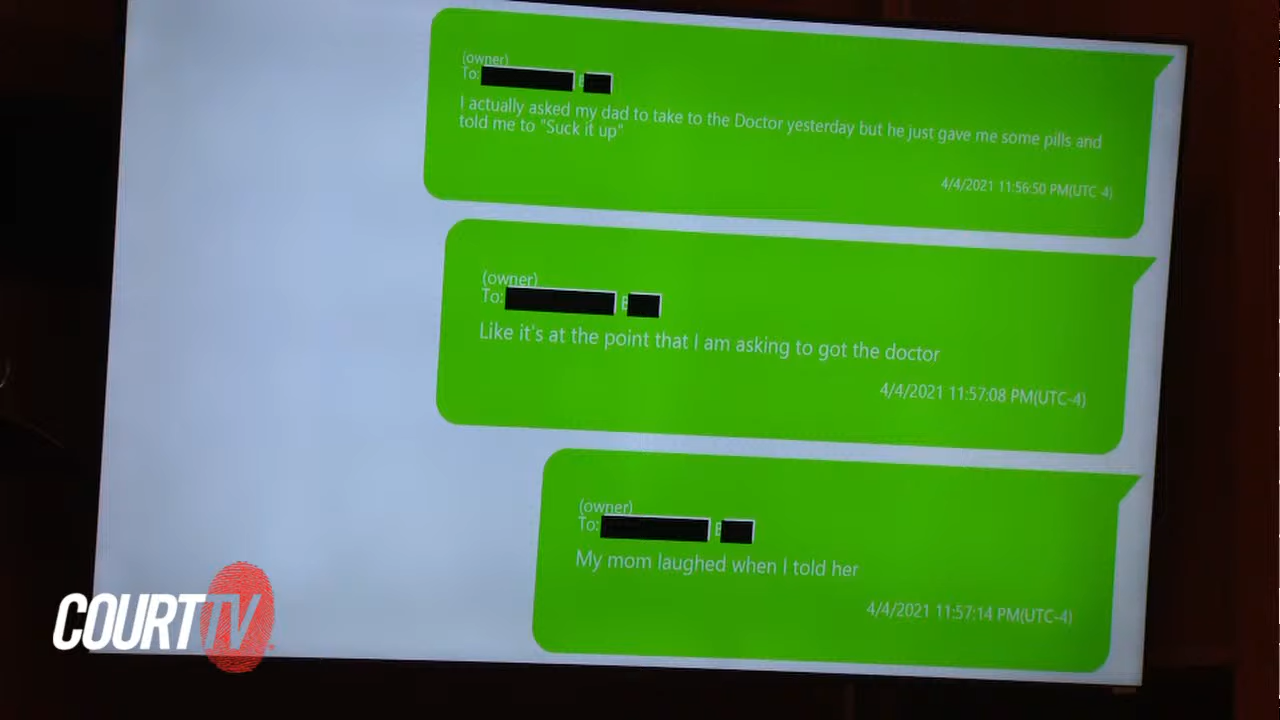 (owner)
To:
I actually asked my dad to take to the Doctor yesterday but he just gave me some pills and
told me to "Suck it up"
4/4/2021 11:56:50 PM(UTC-4)
(owner)
To:
Like it's at the point that I am asking to got the doctor
4/4/2021 11:57:08 PM(UTC-4)
(owner)
To:
My mom laughed when I told her
4/4/2021 11:57:14 PM(UTC-4)
COURT TV